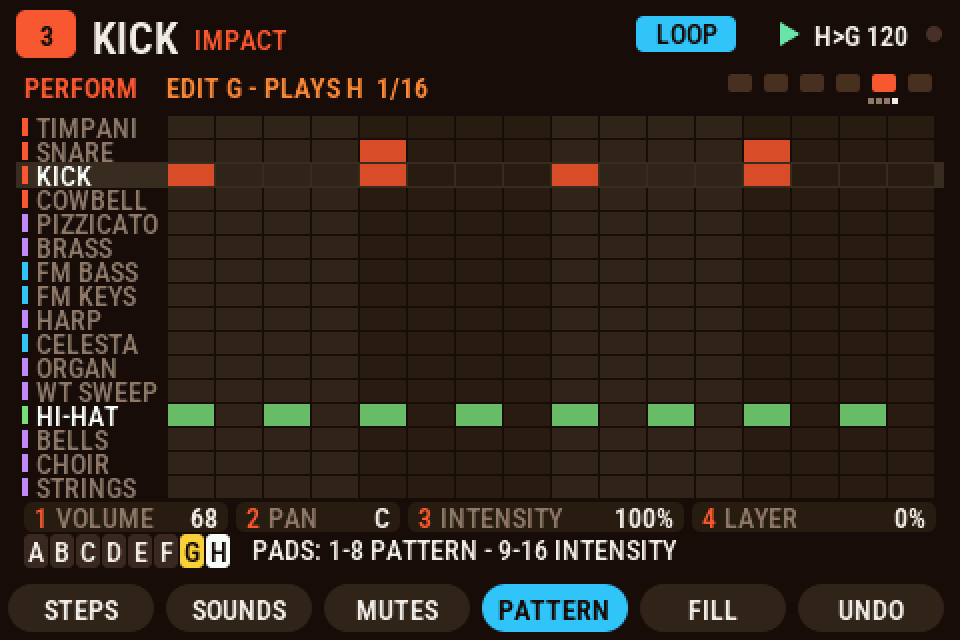 3 KICK IMPACT LOOP H>G 120
PERFORM EDIT G - PLAYS H 1/16
TIMPANI
SNARE
KICK
COWBELL
PIZZICATO
BRASS
FM BASS
FM KEYS
HARP
CELESTA
ORGAN
WT SWEEP
HI-HAT
BELLS
CHOIR
STRINGS
1 VOLUME 68 2 PAN C 3 INTENSITY 100% 4 LAYER 0%
A B C D E F G H PADS: 1-8 PATTERN - 9-16 INTENSITY
STEPS SOUNDS MUTES PATTERN FILL UNDO